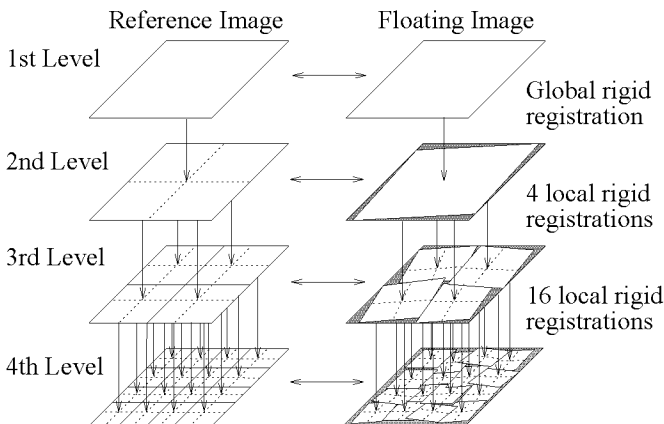 Reference Image
Floating Image
1st Level
Global rigid
registration
2nd Level
4 local rigid
registrations
3rd Level
16 local rigid
registrations
4th Level